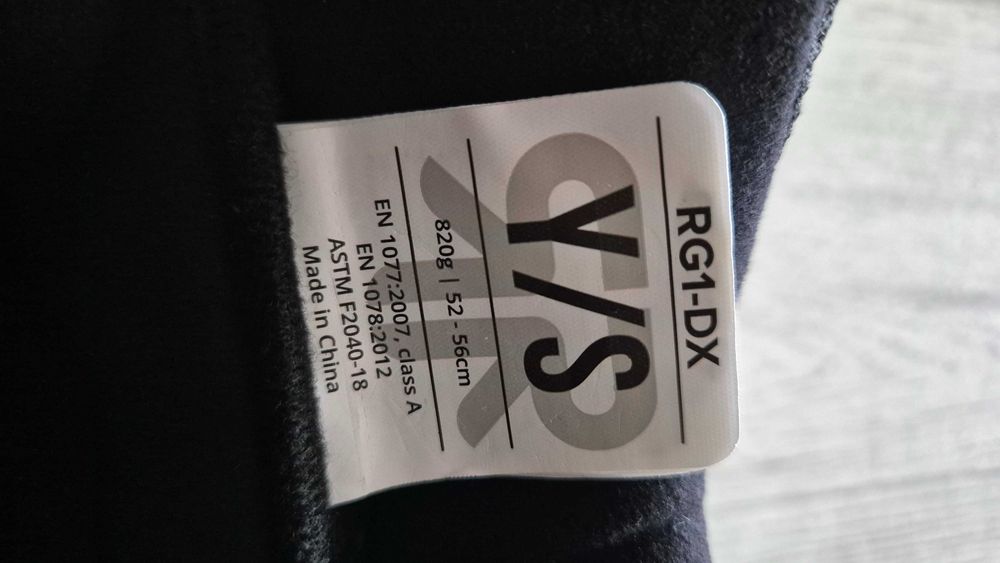 RG1-DX
Y/S
820g | 52 - 56cm
EN 1077:2007, class A
EN 1078:2012
ASTM F2040-18
Made in China